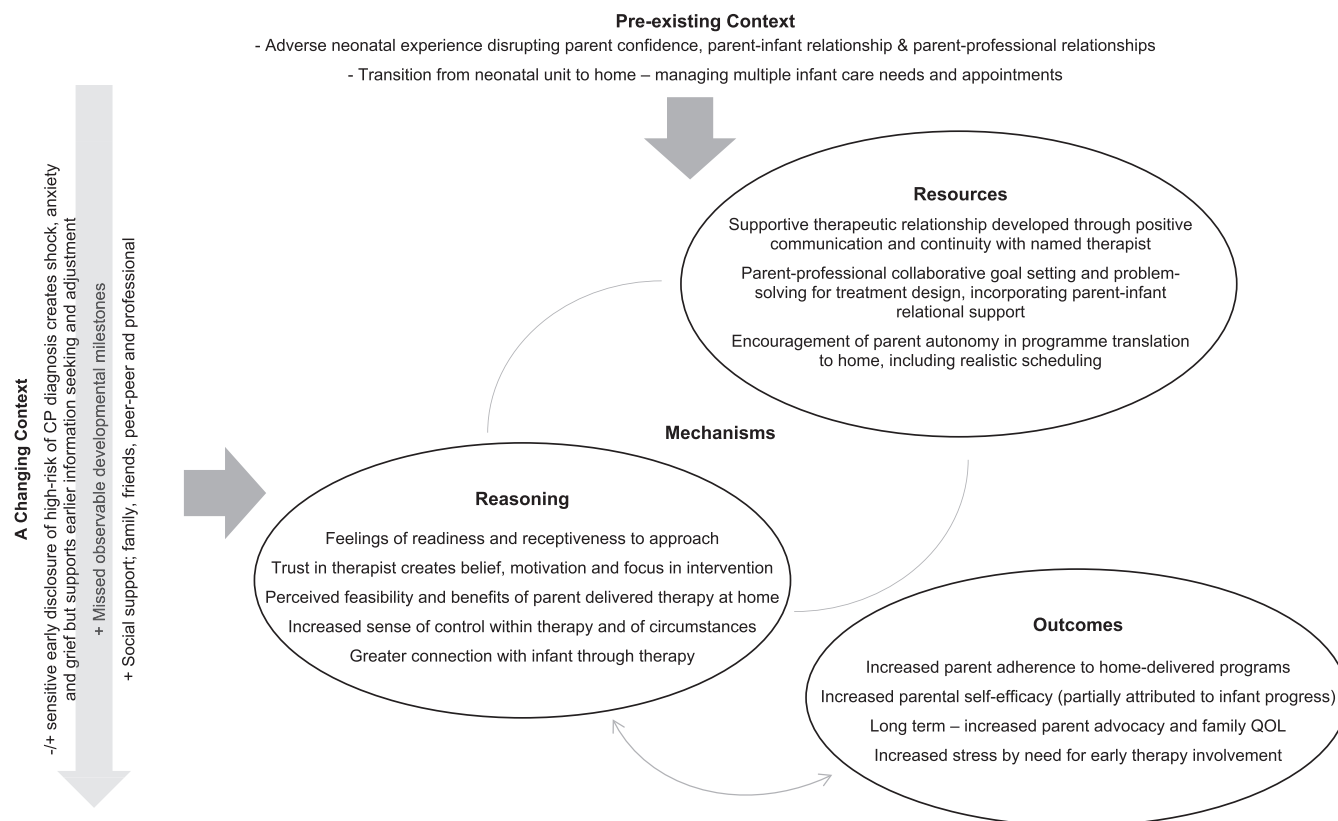 Pre-existing Context
- Adverse neonatal experience disrupting parent confidence, parent-infant relationship & parent-professional relationships
- Transition from neonatal unit to home – managing multiple infant care needs and appointments
A Changing Context
-/+ sensitive early disclosure of high-risk of CP diagnosis creates shock, anxiety
and grief but supports earlier information seeking and adjustment
+ Missed observable developmental milestones
+ Social support; family, friends, peer-peer and professional
Resources
Supportive therapeutic relationship developed through positive
communication and continuity with named therapist
Parent-professional collaborative goal setting and problem-
solving for treatment design, incorporating parent-infant
relational support
Encouragement of parent autonomy in programme translation
to home, including realistic scheduling
Mechanisms
Reasoning
Feelings of readiness and receptiveness to approach
Trust in therapist creates belief, motivation and focus in intervention
Perceived feasibility and benefits of parent delivered therapy at home
Increased sense of control within therapy and of circumstances
Greater connection with infant through therapy
Outcomes
Increased parent adherence to home-delivered programs
Increased parental self-efficacy (partially attributed to infant progress)
Long term – increased parent advocacy and family QOL
Increased stress by need for early therapy involvement